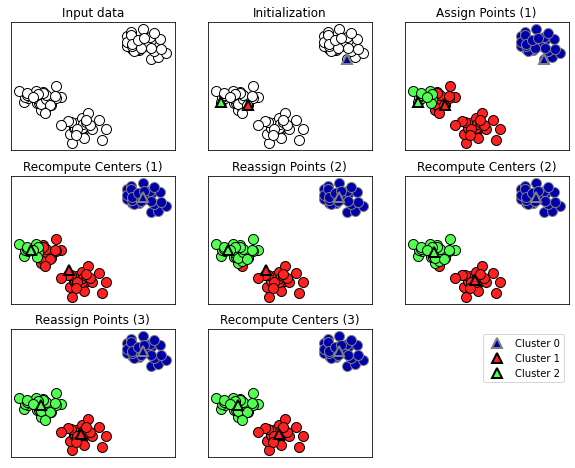 Input data
Initialization
Assign Points (1)
Recompute Centers (1)
Reassign Points (2)
Recompute Centers (2)
Reassign Points (3)
Recompute Centers (3)
Cluster 0
Cluster 1
Cluster 2